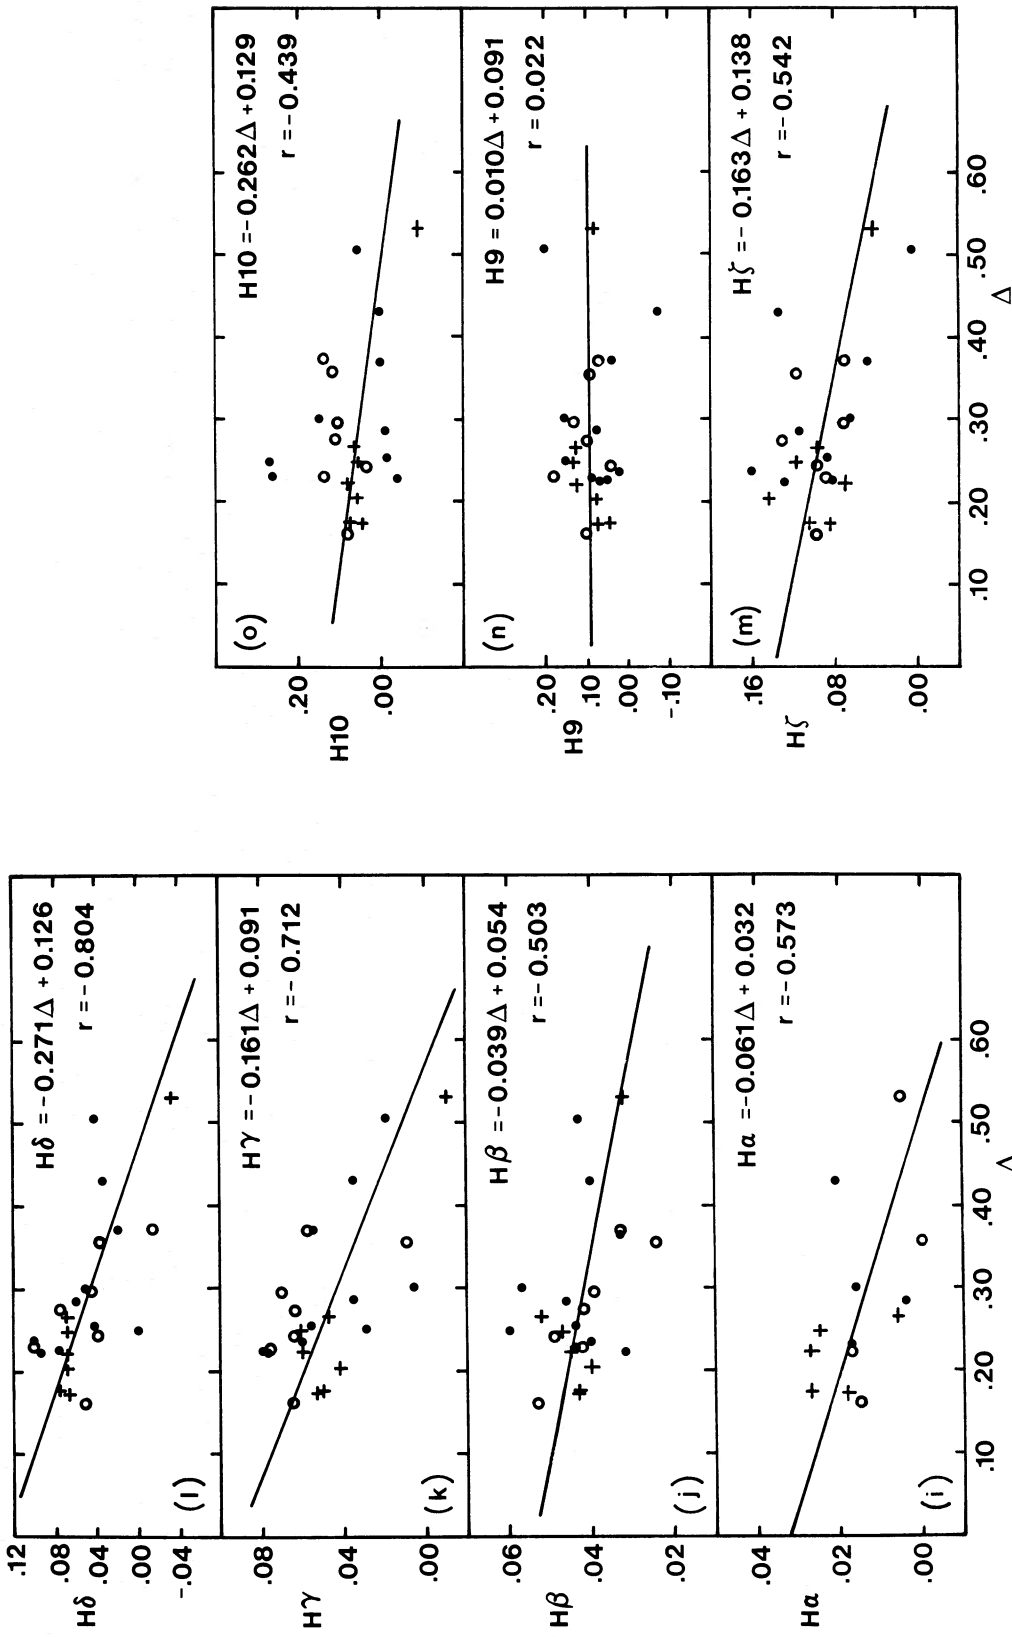 Hδ = -0.271Δ + 0.126
r = -0.804
.12 .08 .04 .00 -.04
Hδ
(l)
Hγ = -0.161Δ + 0.091
r = -0.712
.08 .04 .00
Hγ
(k)
Hβ = -0.039Δ + 0.054
r = -0.503
.06 .04 .02
Hβ
(j)
Hα = -0.061Δ + 0.032
r = -0.573
.04 .02 .00
Hα
(i)
.10 .20 .30 .40 .50 .60
Δ
H10 = -0.262Δ + 0.129
r = -0.439
.20 .00
H10
(o)
H9 = 0.010Δ + 0.091
r = 0.022
.20 .10 .00 -.10
H9
(n)
Hζ = -0.163Δ + 0.138
r = -0.542
.16 .08 .00
Hζ
(m)
.10 .20 .30 .40 .50 .60
Δ